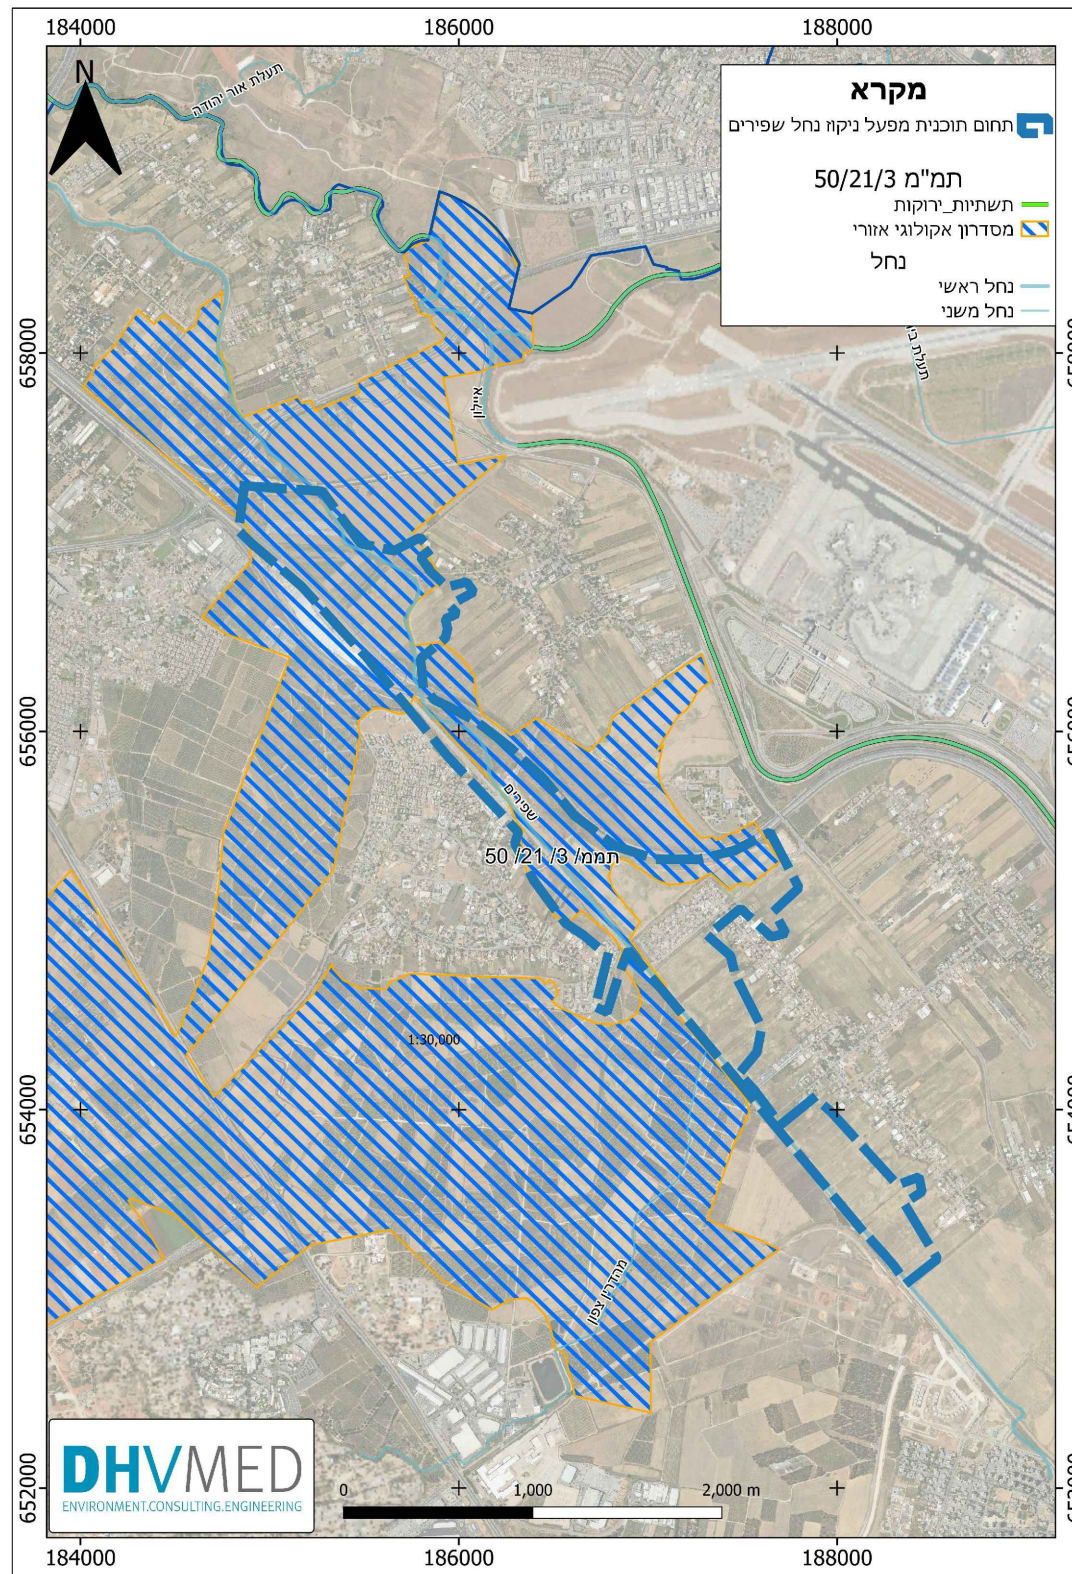 184000 186000 188000
N
תעלת אור יהודה
מקרא
תחום תוכנית מפעל ניקוז נחל שפירים
תמ"מ 50/21/3
תשתיות_ירוקות
מסדרון אקולוגי אזורי
נחל
נחל ראשי
נחל משני
658000
איילון
656000
שפירים
תממ/ 3/ 21/ 50
1:30,000
654000
מהדרין צפון
DHVMED
ENVIRONMENT.CONSULTING.ENGINEERING
0 1,000 2,000 m
652000
184000 186000 188000